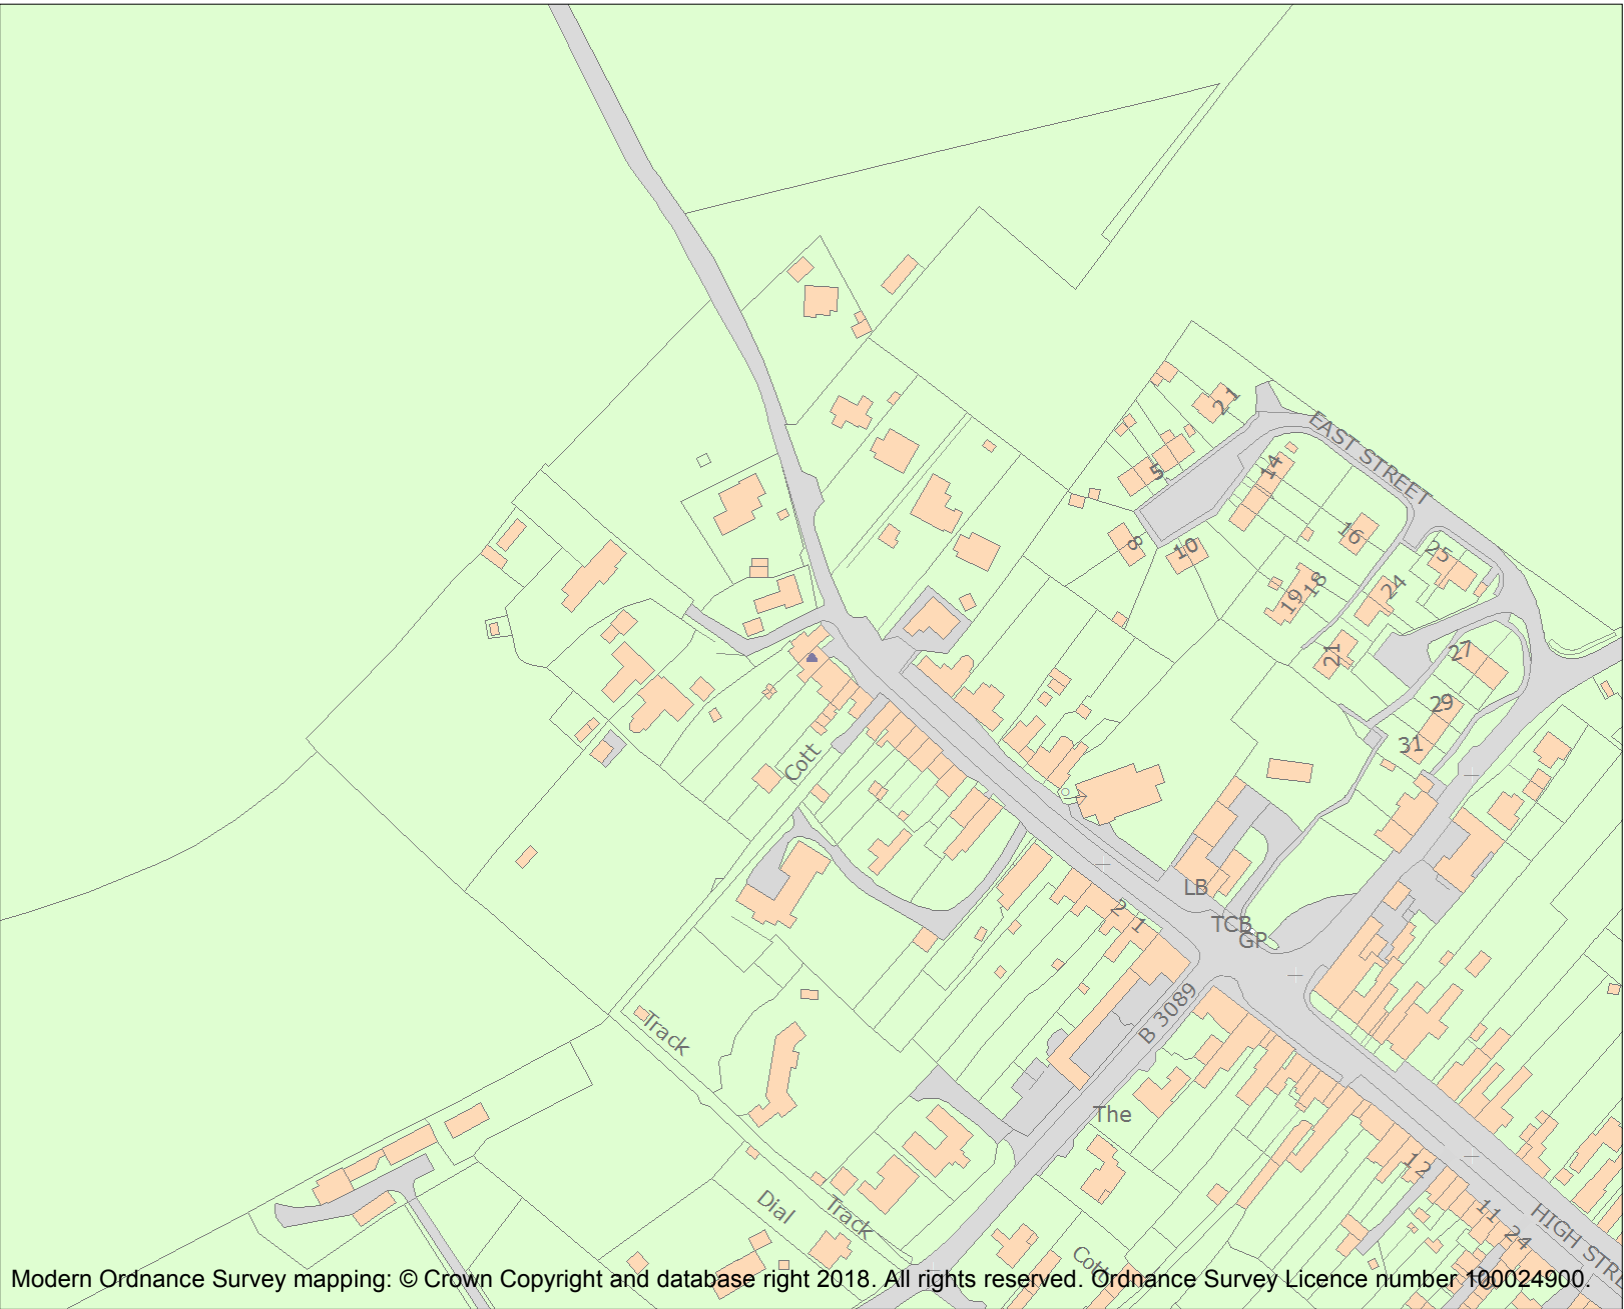 21
EAST STREET
5
14
8
10
16
25
24
18
19
21
27
29
31
Cott
LB
TCB
GP
2
1
B 3089
Track
The
Dial
Track
12
11
24
HIGH STRE
Cotts
Modern Ordnance Survey mapping: © Crown Copyright and database right 2018. All rights reserved. Ordnance Survey Licence number 100024900.